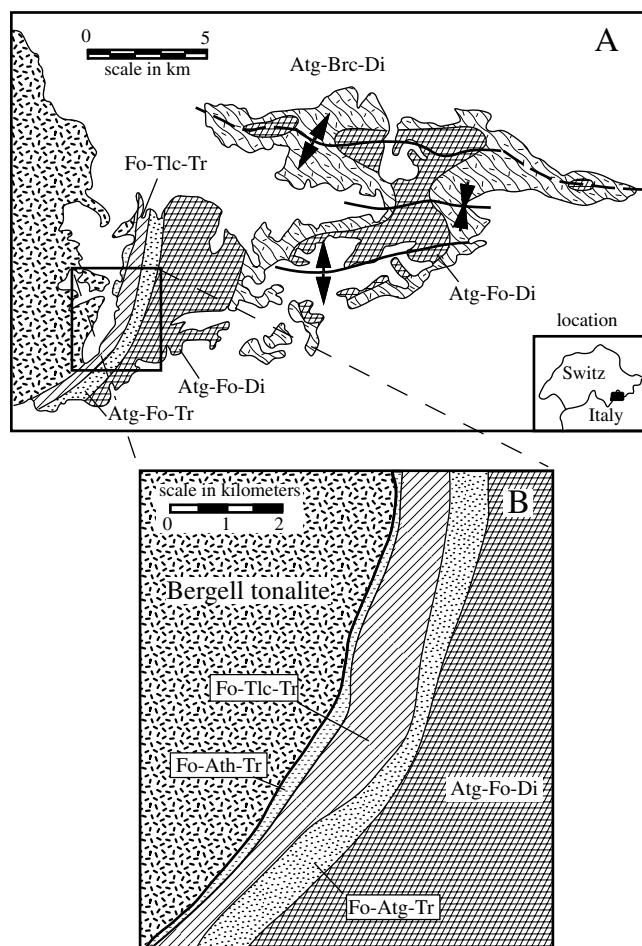 0 5
scale in km
A
Atg-Brc-Di
Fo-Tlc-Tr
Atg-Fo-Di
location
Switz
Italy
Atg-Fo-Di
Atg-Fo-Tr
scale in kilometers
0 1 2
B
Bergell tonalite
Fo-Tlc-Tr
Fo-Ath-Tr
Atg-Fo-Di
Fo-Atg-Tr